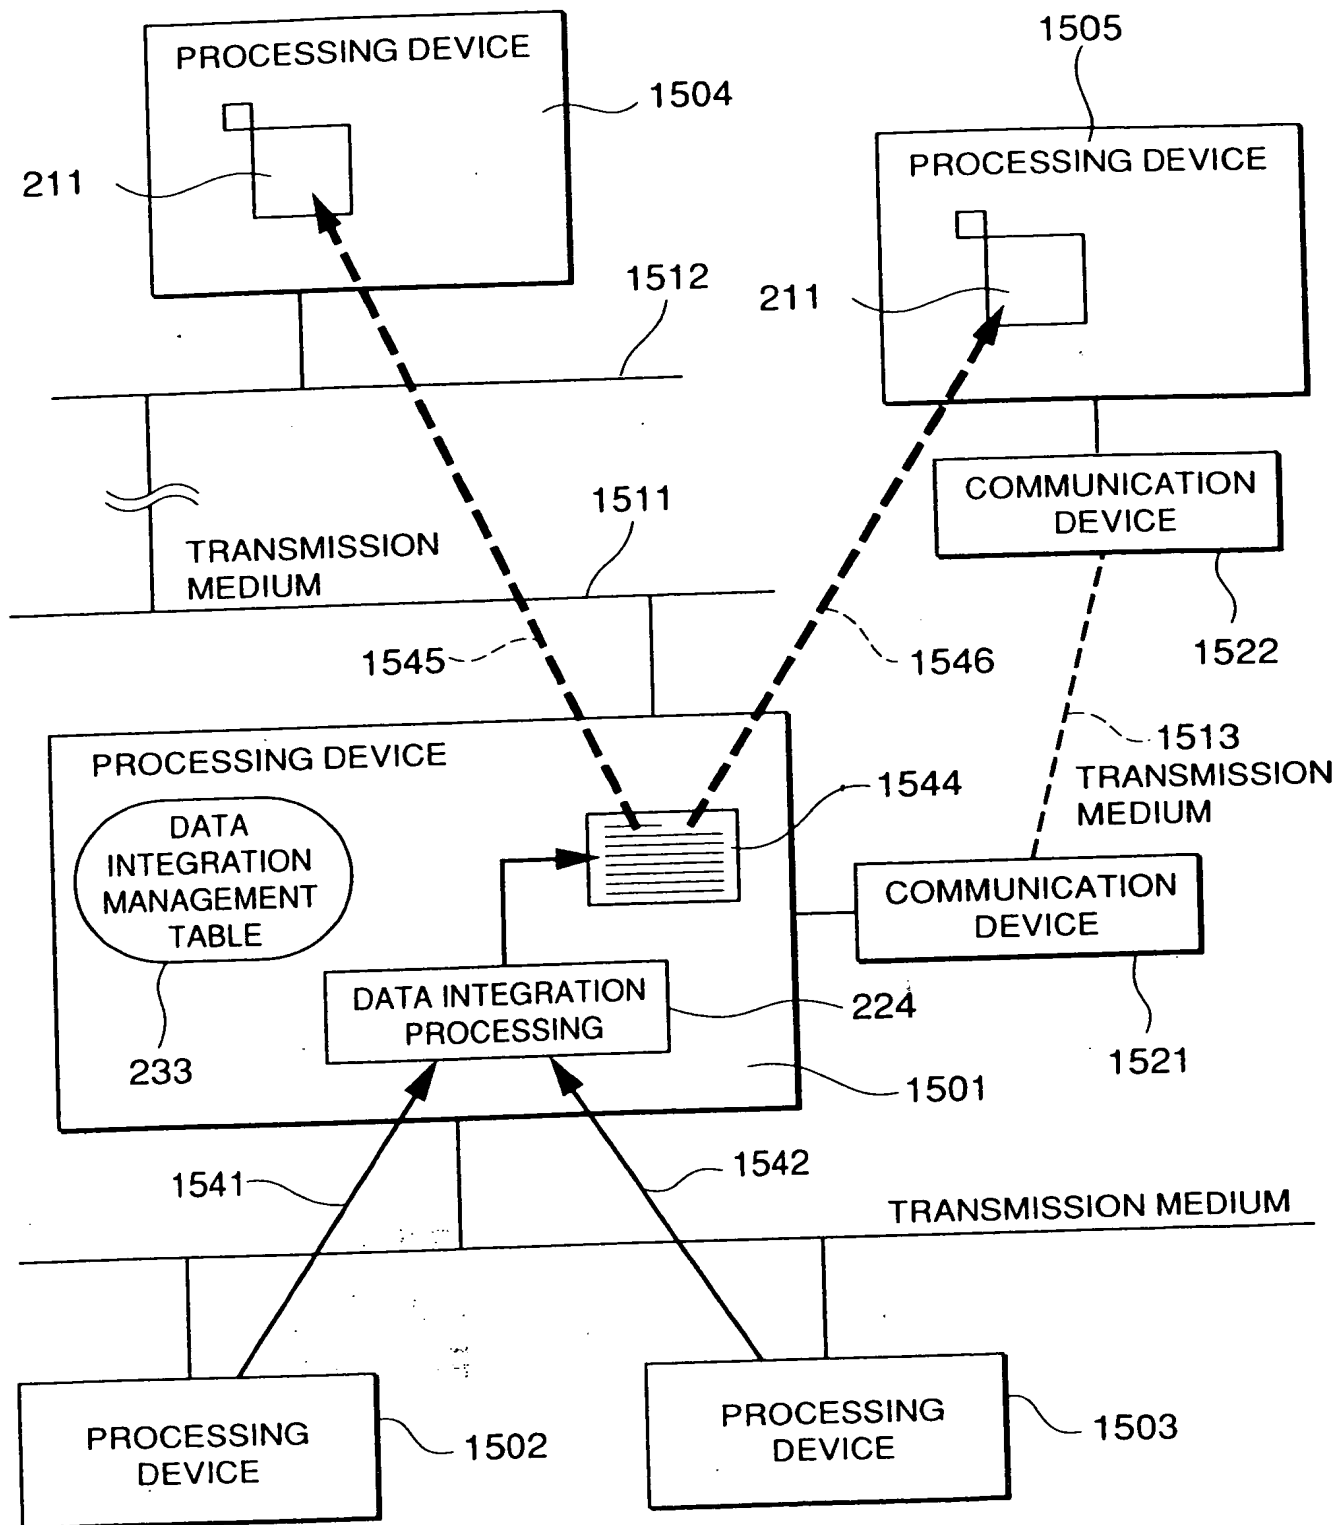 1505
PROCESSING DEVICE
1504
211
PROCESSING DEVICE
211
1512
COMMUNICATION
DEVICE
1511
TRANSMISSION
MEDIUM
1522
1545
1546
1513
TRANSMISSION
MEDIUM
PROCESSING DEVICE
1544
DATA
INTEGRATION
MANAGEMENT
TABLE
COMMUNICATION
DEVICE
DATA INTEGRATION
PROCESSING
224
233
1501
1521
1541
1542
TRANSMISSION MEDIUM
PROCESSING
DEVICE
1502
PROCESSING
DEVICE
1503